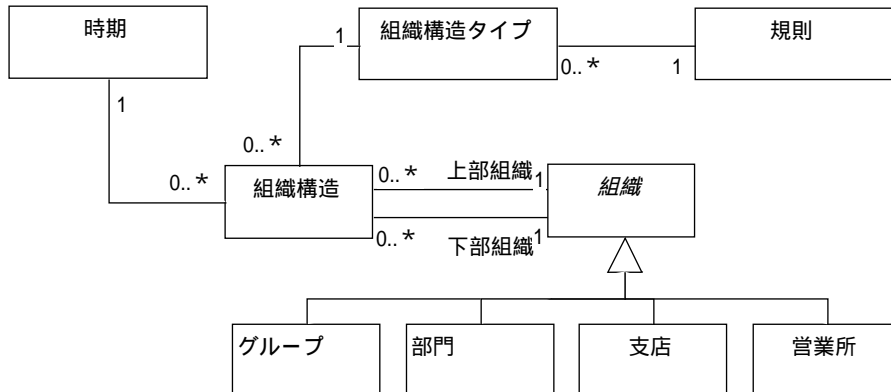 時期
組織構造タイプ
規則
1
0..*
1
1
0..*
0..*
組織構造
0..*
上部組織
1
組織
0..*
下部組織
1
グループ
部門
支店
営業所